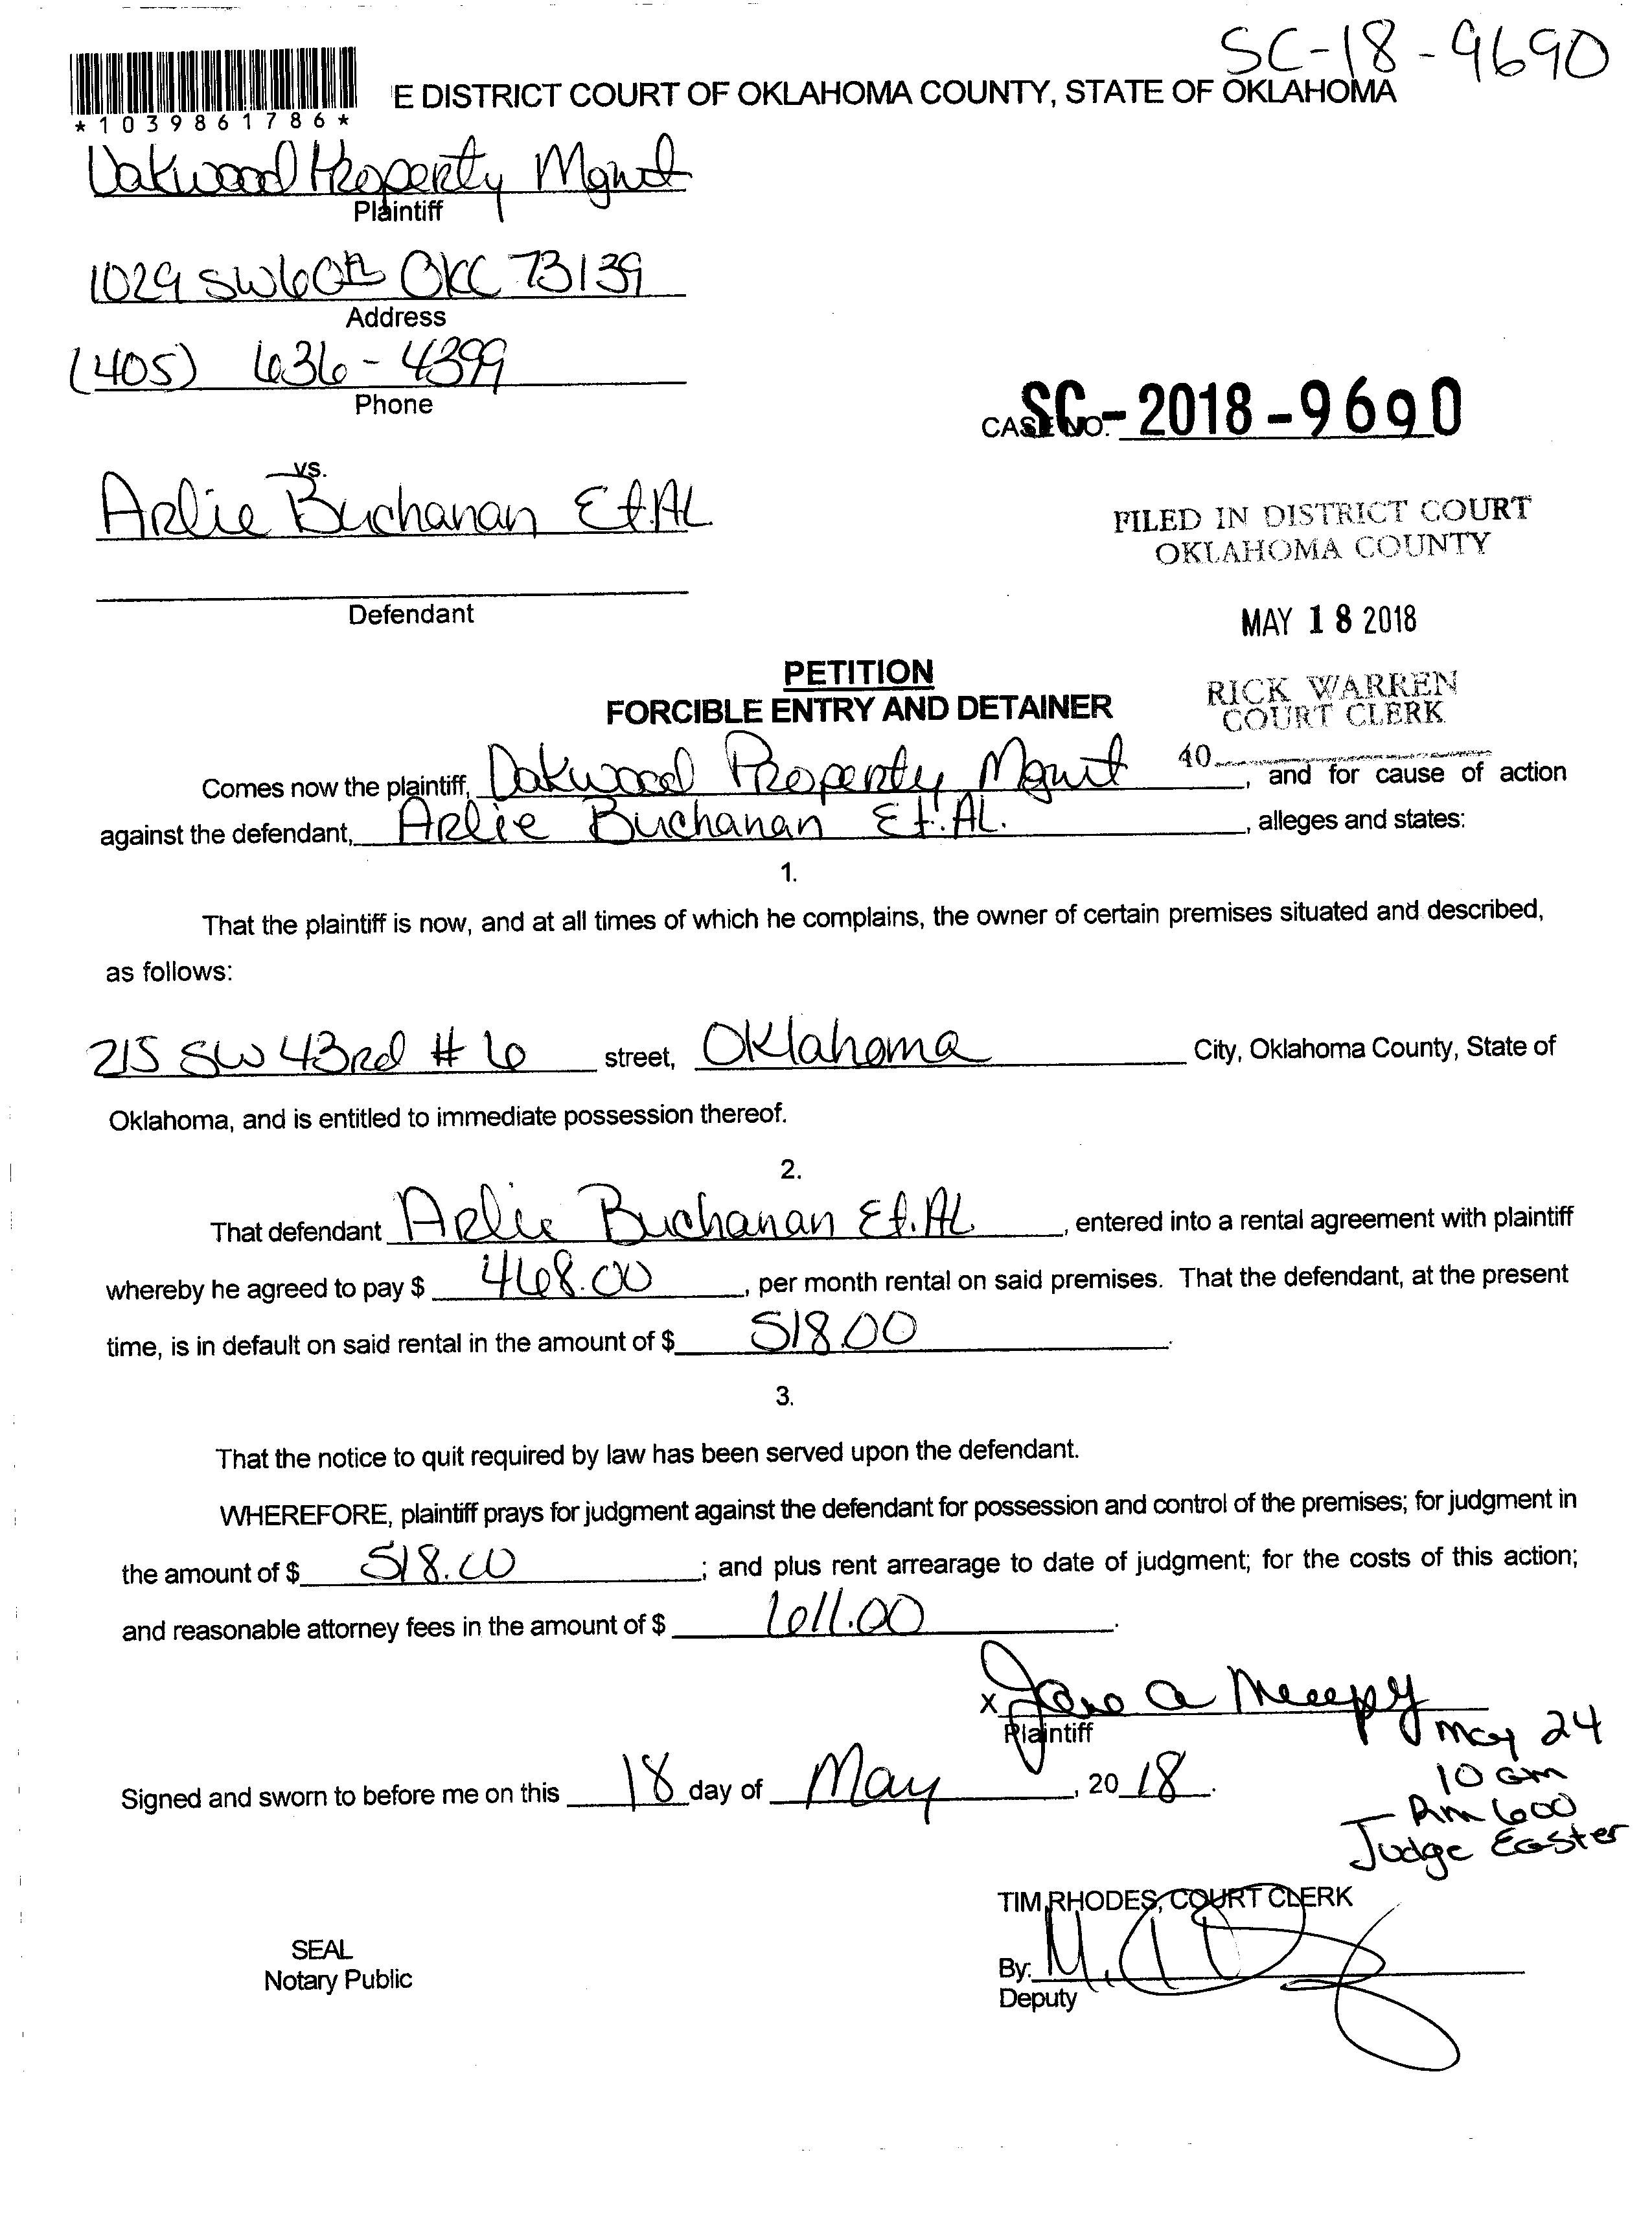 SC-18-9690
*1039861786*
E DISTRICT COURT OF OKLAHOMA COUNTY, STATE OF OKLAHOMA
Oakwood Property Mgmt
Plaintiff
1029 SW 60th OKC 73139
Address
(405) 636-4399
Phone
CASE NO. SC-2018-9690
vs.
Arlie Buchanan Et.AL
FILED IN DISTRICT COURT
OKLAHOMA COUNTY
Defendant
MAY 18 2018
PETITION
FORCIBLE ENTRY AND DETAINER
RICK WARREN
COURT CLERK
40
Comes now the plaintiff, Oakwood Property Mgmt, and for cause of action
against the defendant, Arlie Buchanan Et.AL., alleges and states:
1.
That the plaintiff is now, and at all times of which he complains, the owner of certain premises situated and described,
as follows:
215 SW 43rd #6 street, Oklahoma City, Oklahoma County, State of
Oklahoma, and is entitled to immediate possession thereof.
2.
That defendant Arlie Buchanan Et.AL, entered into a rental agreement with plaintiff
whereby he agreed to pay $ 468.00, per month rental on said premises. That the defendant, at the present
time, is in default on said rental in the amount of $ 518.00.
3.
That the notice to quit required by law has been served upon the defendant.
WHEREFORE, plaintiff prays for judgment against the defendant for possession and control of the premises; for judgment in
the amount of $ 518.00; and plus rent arrearage to date of judgment; for the costs of this action;
and reasonable attorney fees in the amount of $ 611.00.
x
Plaintiff
May 24
10 am
Rm 600
Judge Easter
Signed and sworn to before me on this 18 day of May, 2018.
TIM RHODES, COURT CLERK
SEAL
Notary Public
By:
Deputy